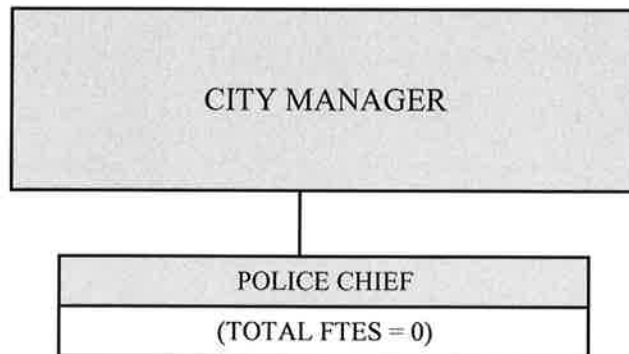 CITY MANAGER
POLICE CHIEF
(TOTAL FTES = 0)